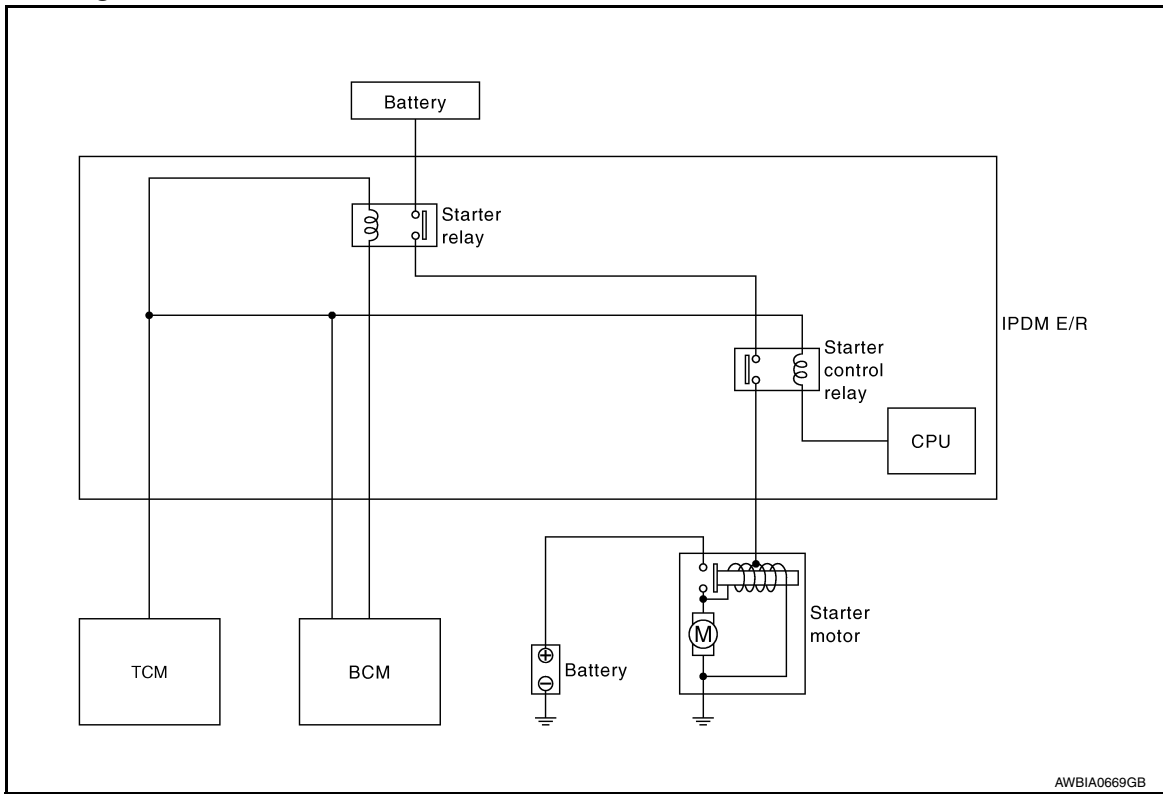 Battery
Starter
relay
IPDM E/R
Starter
control
relay
CPU
TCM
BCM
+
−
Battery
M
Starter
motor
AWBIA0669GB